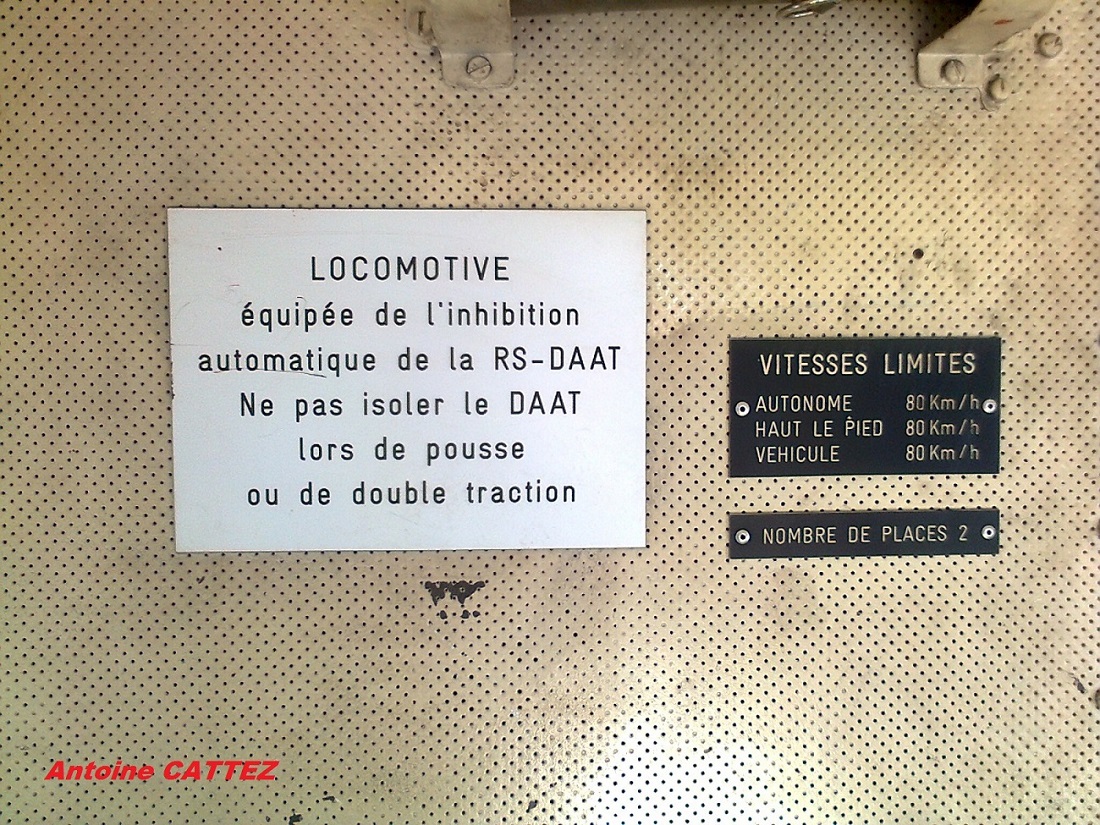 LOCOMOTIVE
équipée de l'inhibition
automatique de la RS-DAAT
Ne pas isoler le DAAT
lors de pousse
ou de double traction
VITESSES LIMITES
AUTONOME 80 Km/h
HAUT LE PIED 80 Km/h
VEHICULE 80 Km/h
NOMBRE DE PLACES 2
Antoine CATTEZ